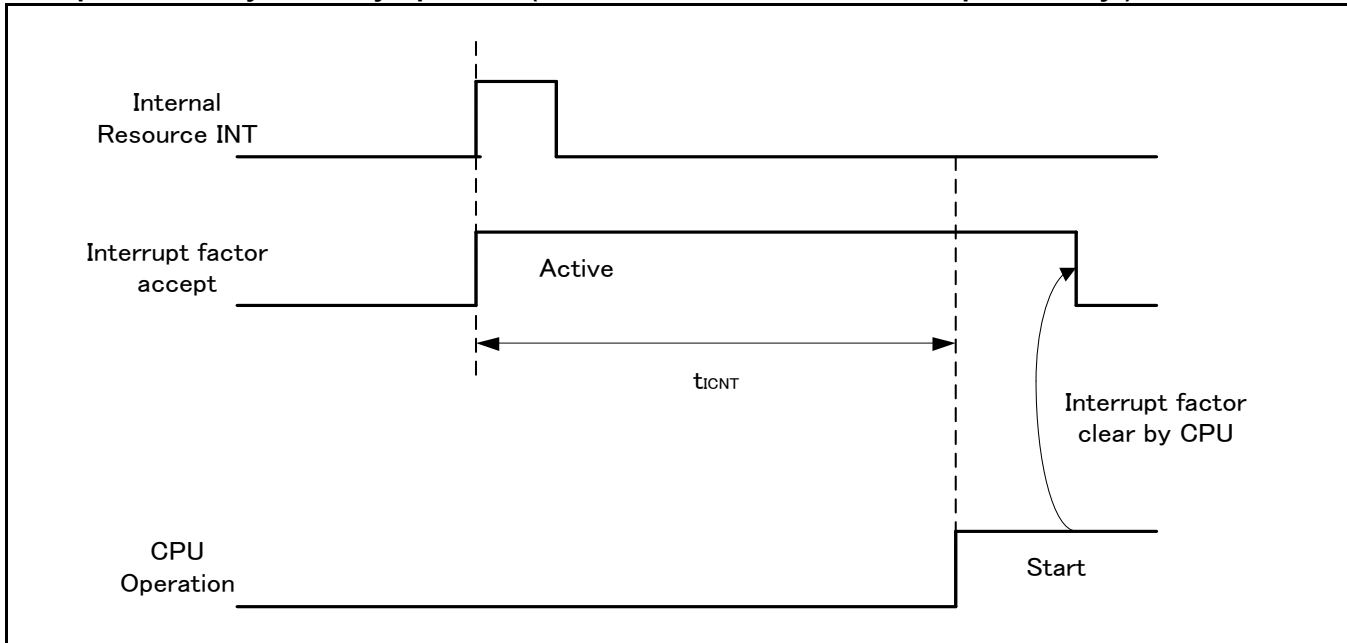 Internal
Resource INT
Interrupt factor
accept
Active
tICNT
Interrupt factor
clear by CPU
CPU
Operation
Start